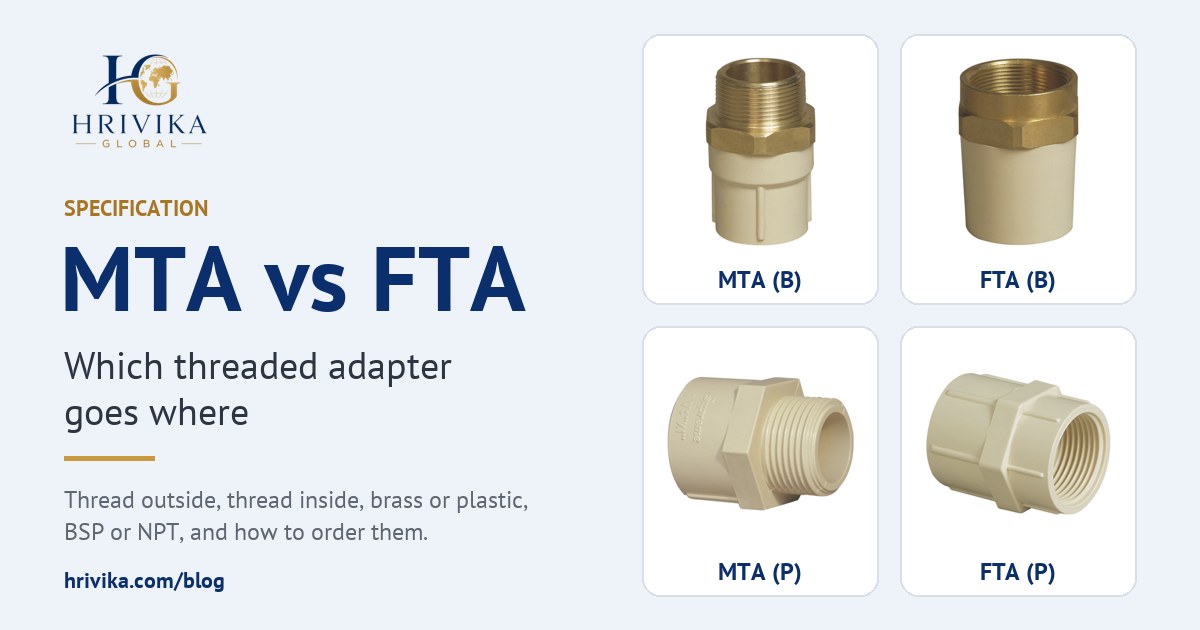 HRIVIKA
GLOBAL
SPECIFICATION
MTA vs FTA
Which threaded adapter
goes where
Thread outside, thread inside, brass or plastic,
BSP or NPT, and how to order them.
hrivika.com/blog
MTA (B)
FTA (B)
MTA (P)
FTA (P)